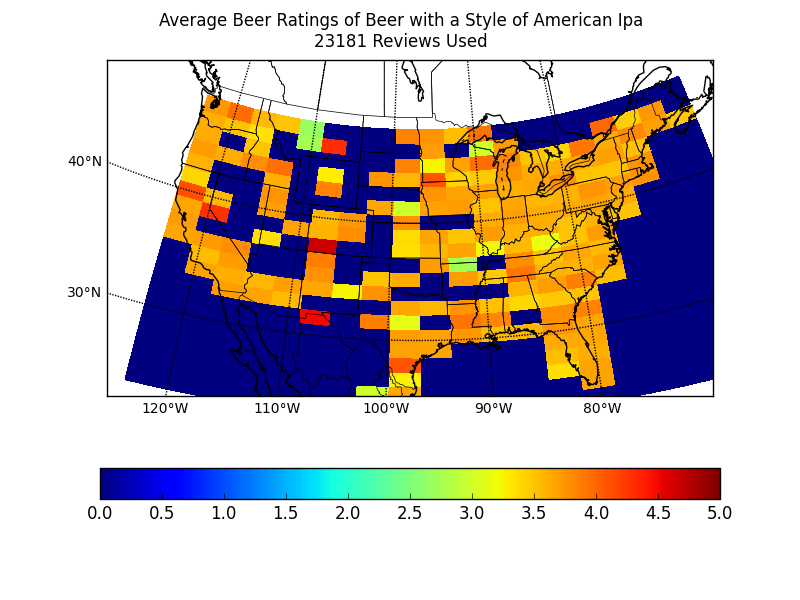 Average Beer Ratings of Beer with a Style of American Ipa
23181 Reviews Used
40°N
30°N
120°W 110°W 100°W 90°W 80°W
0.0 0.5 1.0 1.5 2.0 2.5 3.0 3.5 4.0 4.5 5.0